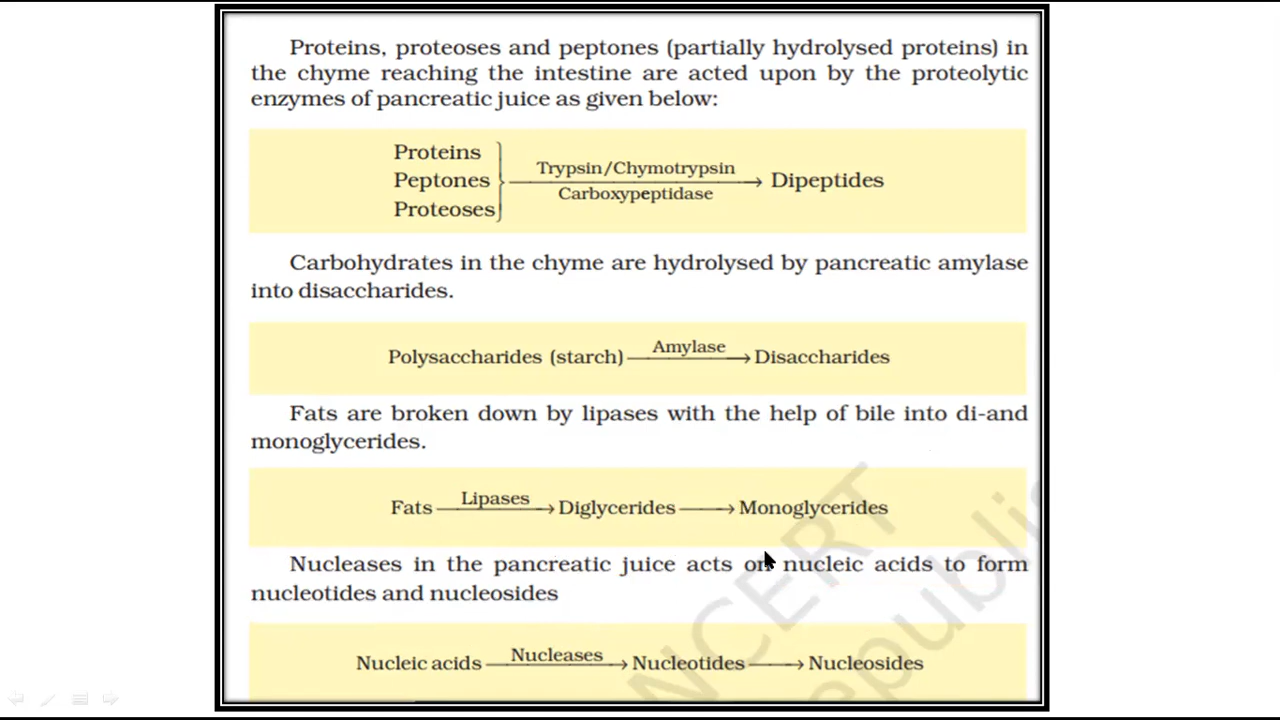 Proteins, proteoses and peptones (partially hydrolysed proteins) in
the chyme reaching the intestine are acted upon by the proteolytic
enzymes of pancreatic juice as given below:
Proteins
Peptones
Proteoses
Trypsin/Chymotrypsin
Carboxypeptidase
Dipeptides
Carbohydrates in the chyme are hydrolysed by pancreatic amylase
into disaccharides.
Polysaccharides (starch) Amylase Disaccharides
Fats are broken down by lipases with the help of bile into di-and
monoglycerides.
Fats Lipases Diglycerides Monoglycerides
Nucleases in the pancreatic juice acts on nucleic acids to form
nucleotides and nucleosides
Nucleic acids Nucleases Nucleotides Nucleosides
NCERT
republis